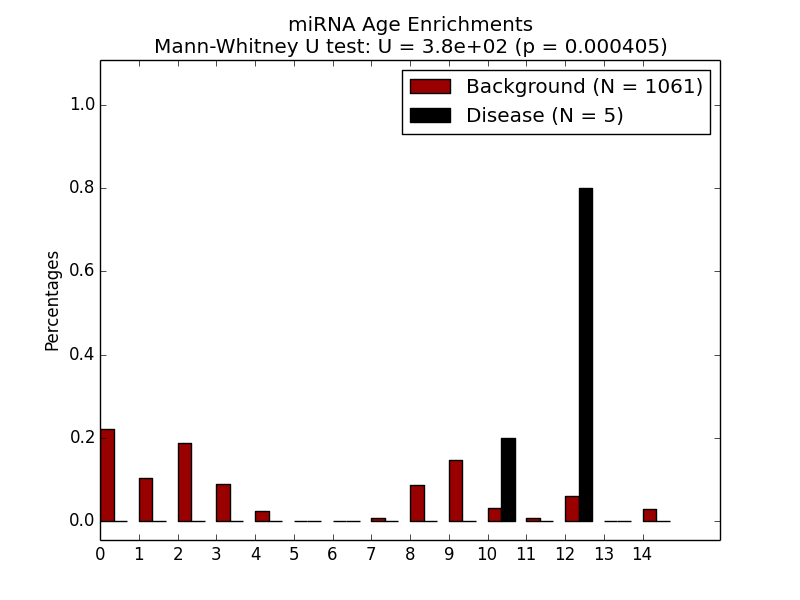 miRNA Age Enrichments
Mann-Whitney U test: U = 3.8e+02 (p = 0.000405)
Background (N = 1061)
Disease (N = 5)
Percentages
1.0
0.8
0.6
0.4
0.2
0.0
0 1 2 3 4 5 6 7 8 9 10 11 12 13 14